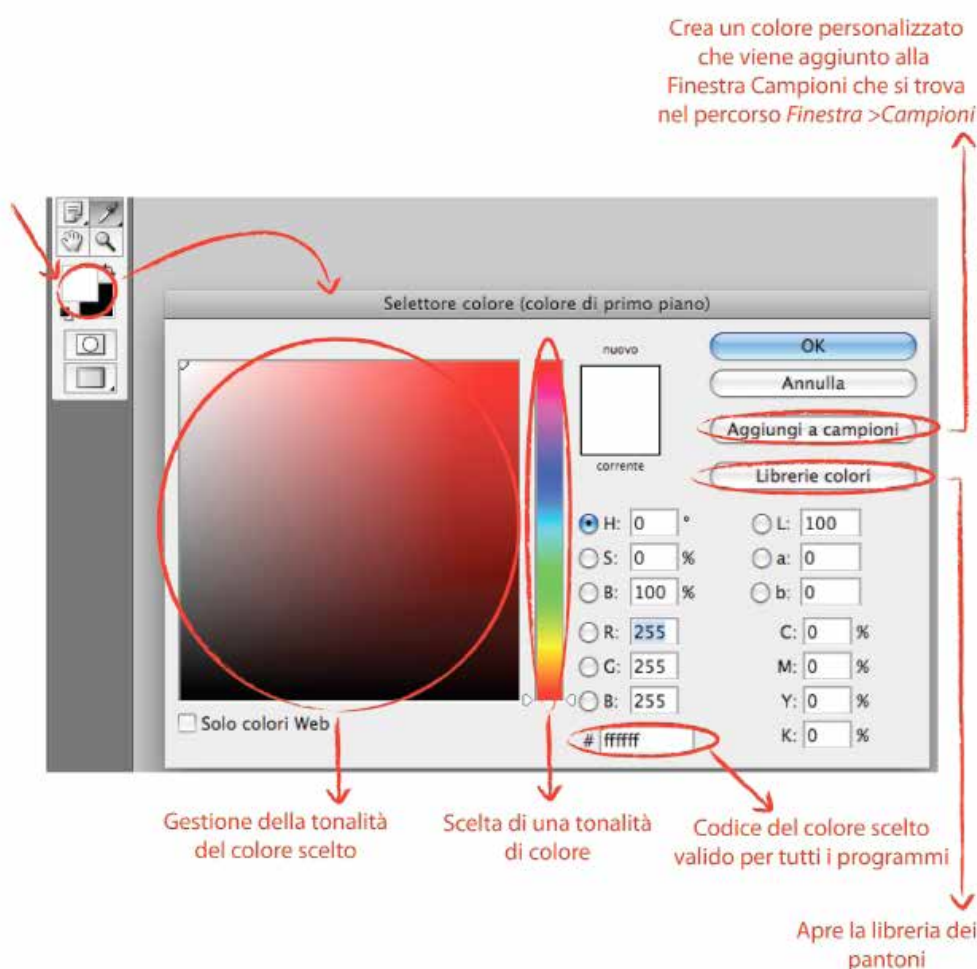 Crea un colore personalizzato
che viene aggiunto alla
Finestra Campioni che si trova
nel percorso Finestra >Campioni
Selettore colore (colore di primo piano)
nuovo
corrente
OK
Annulla
Aggiungi a campioni
Librerie colori
H: 0 °
S: 0 %
B: 100 %
R: 255
G: 255
B: 255
# ffffff
L: 100
a: 0
b: 0
C: 0 %
M: 0 %
Y: 0 %
K: 0 %
Solo colori Web
Gestione della tonalità
del colore scelto
Scelta di una tonalità
di colore
Codice del colore scelto
valido per tutti i programmi
Apre la libreria dei
pantoni